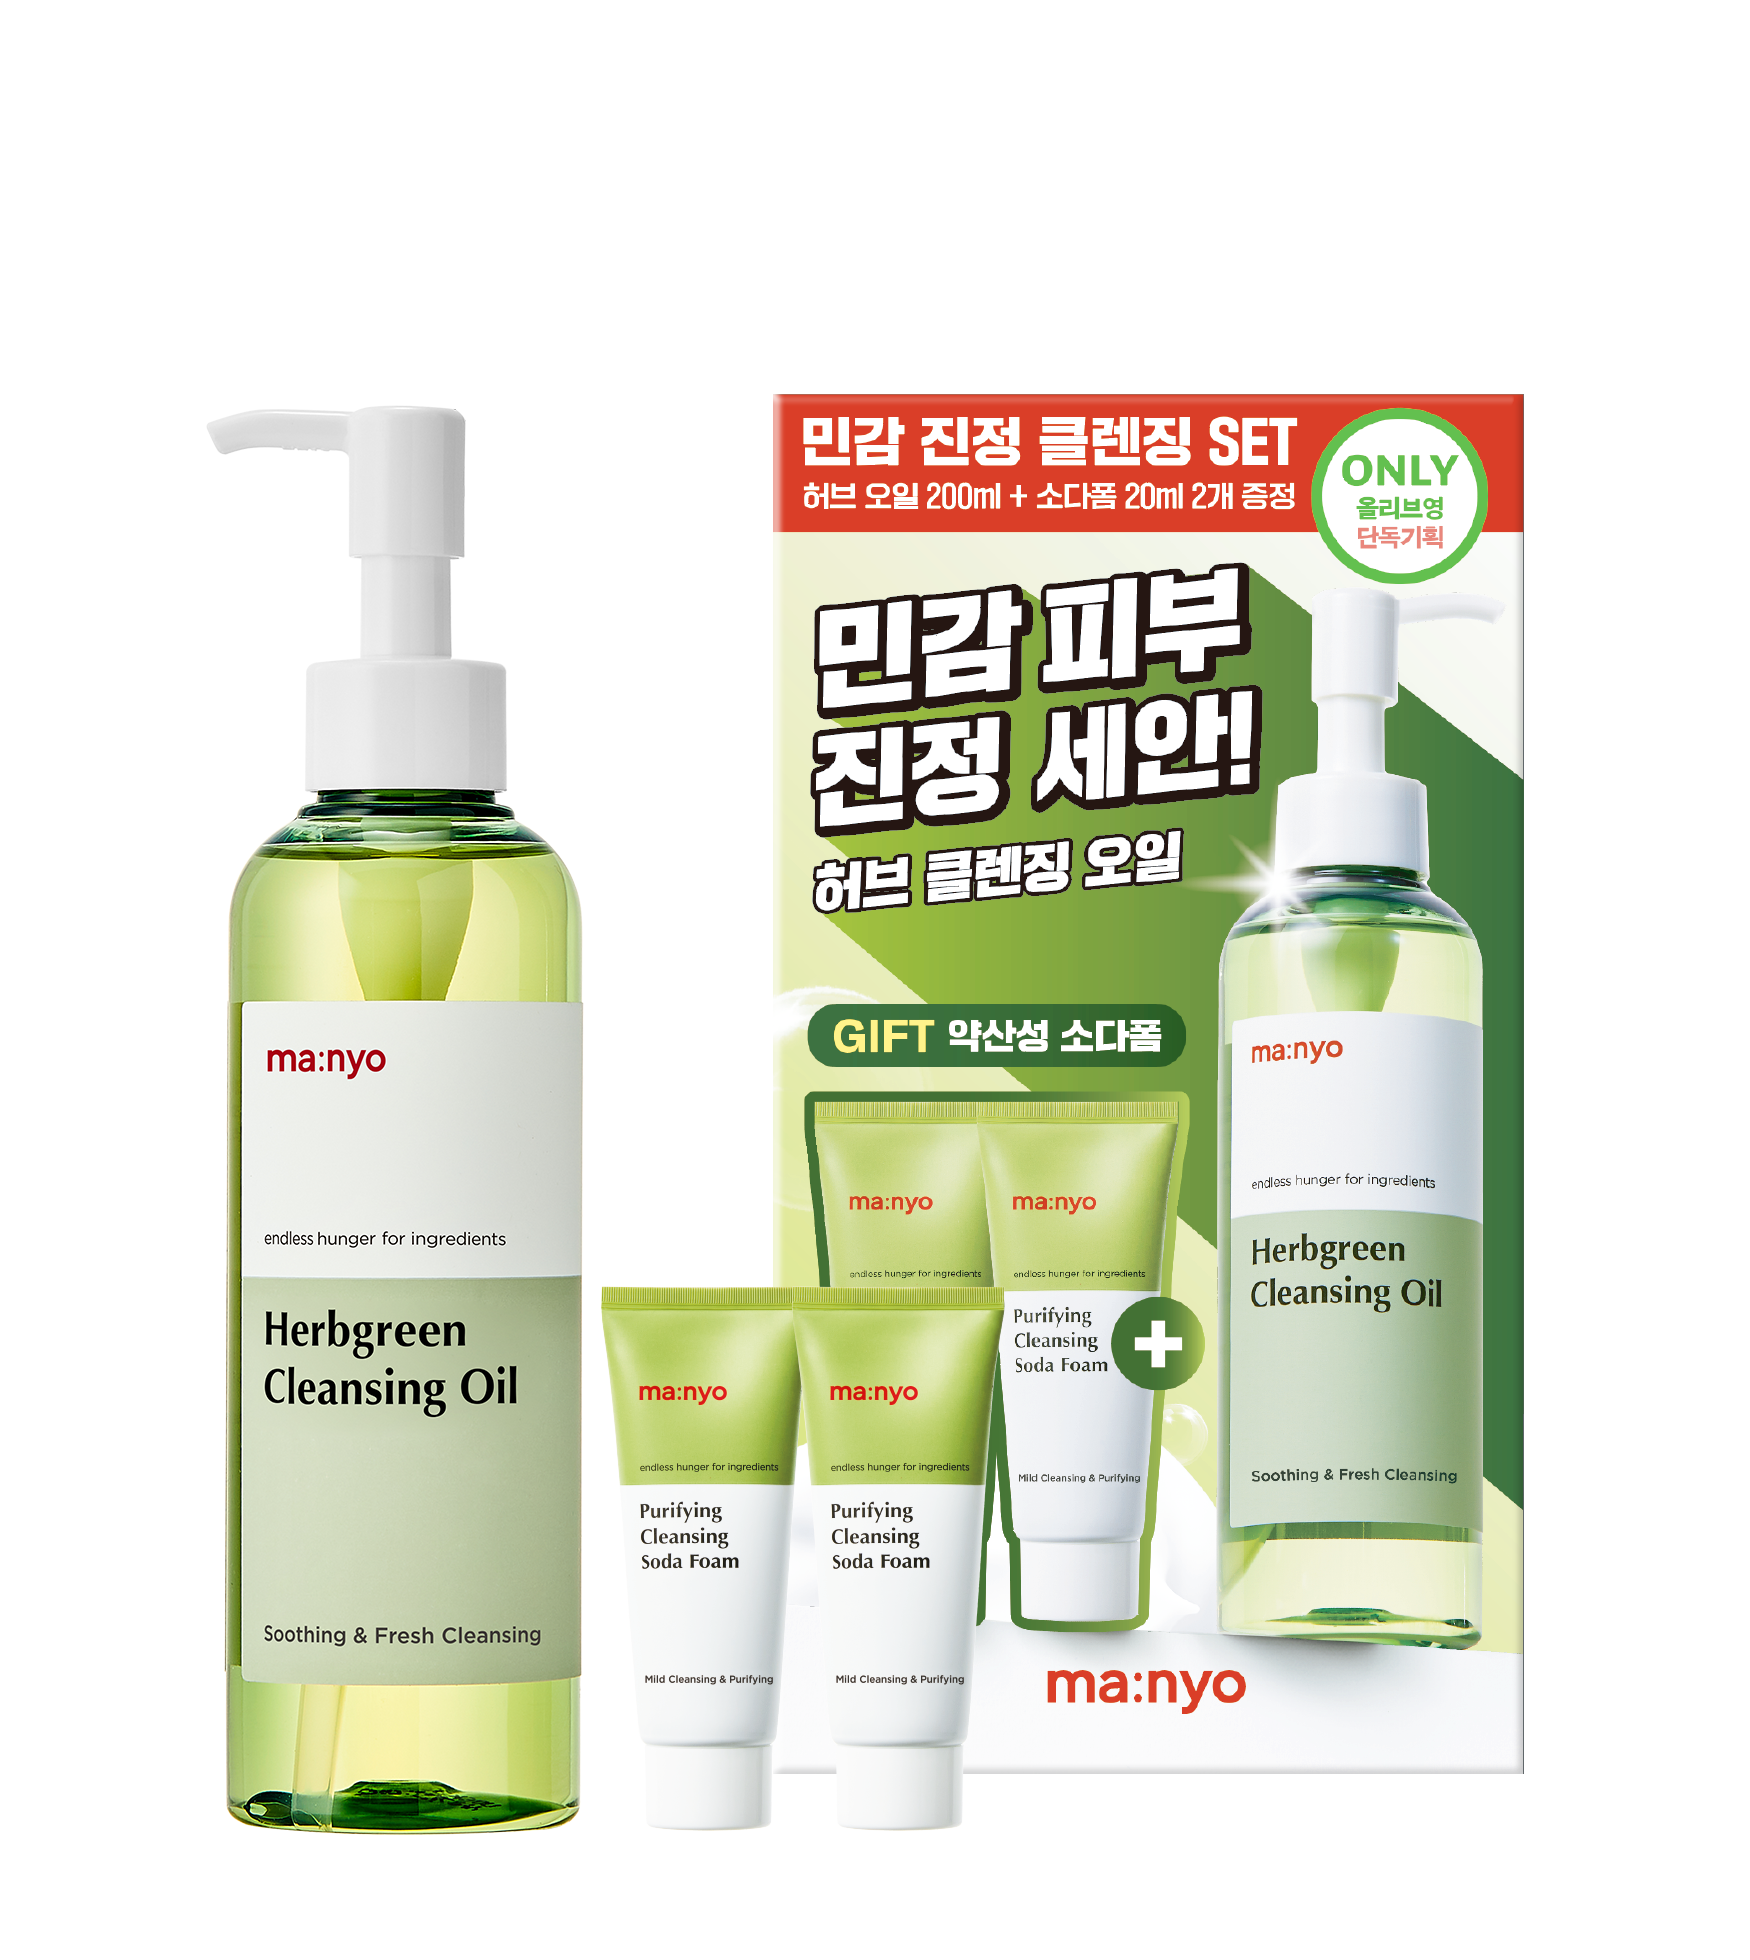 ma:nyo
endless hunger for ingredients
Herbgreen
Cleansing Oil
Soothing & Fresh Cleansing
ma:nyo
endless hunger for ingredients
Purifying
Cleansing
Soda Foam
Mild Cleansing & Purifying
ma:nyo
endless hunger for ingredients
Purifying
Cleansing
Soda Foam
Mild Cleansing & Purifying
민감 진정 클렌징 SET
허브 오일 200ml + 소다폼 20ml 2개 증정
ONLY
올리브영
단독기획
민감 피부
진정 세안!
허브 클렌징 오일
GIFT 약산성 소다폼
ma:nyo
endless hunger for ingredients
ma:nyo
endless hunger for ingredients
Purifying
Cleansing
Soda Foam
Mild Cleansing & Purifying
+
ma:nyo
endless hunger for ingredients
Herbgreen
Cleansing Oil
Soothing & Fresh Cleansing
ma:nyo